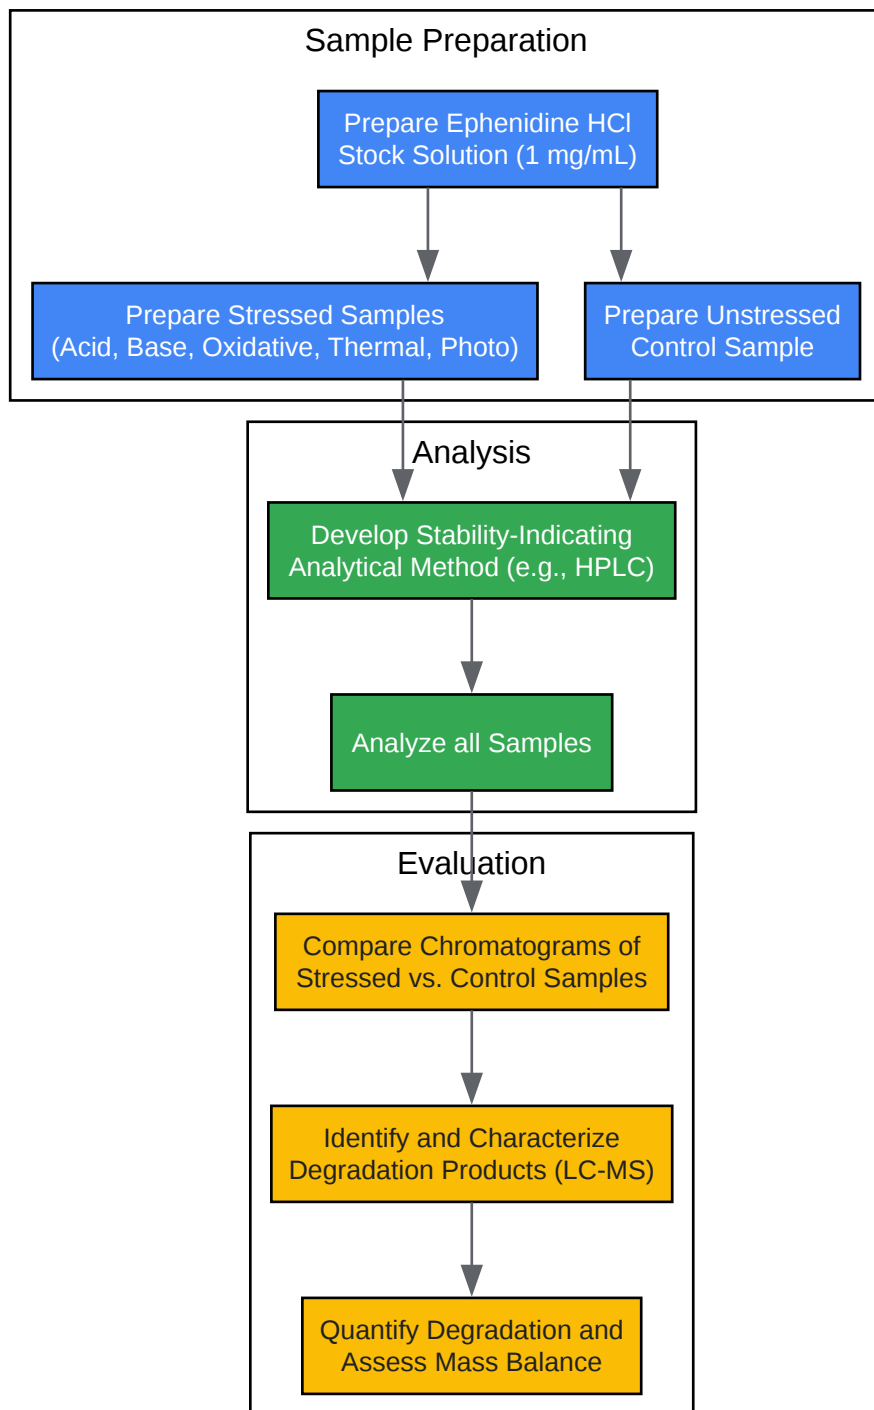 Sample Preparation
Prepare Ephenidine HCl
Stock Solution (1 mg/mL)
Prepare Stressed Samples
(Acid, Base, Oxidative, Thermal, Photo)
Prepare Unstressed
Control Sample
Analysis
Develop Stability-Indicating
Analytical Method (e.g., HPLC)
Analyze all Samples
Evaluation
Compare Chromatograms of
Stressed vs. Control Samples
Identify and Characterize
Degradation Products (LC-MS)
Quantify Degradation and
Assess Mass Balance